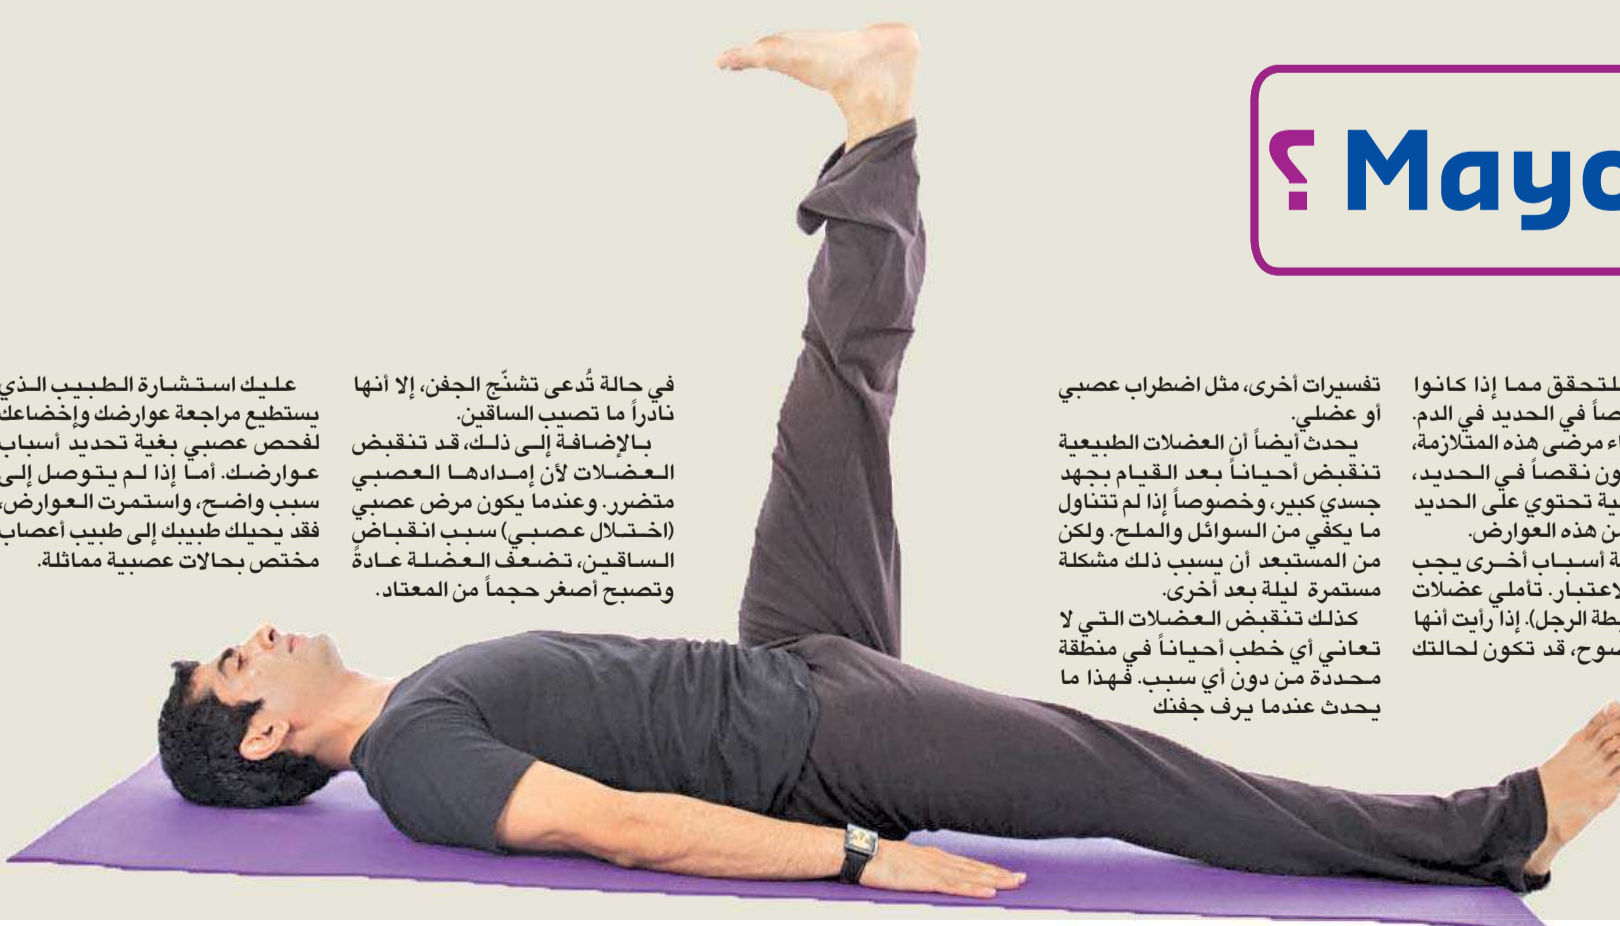 Mayo ؟
للتحقق مما إذا كانوا
في الحديد في الدم.
مرضى هذه المتلازمة،
نقصاً في الحديد،
تحتوي على الحديد
من هذه العوارض.
أسباب أخرى يجب
تأملي عضلات
الرجل). إذا رأيت أنها
قد تكون لحالتك
تفسيرات أخرى، مثل اضطراب عصبي
أو عضلي.
يحدث أيضاً أن العضلات الطبيعية
تنقبض أحياناً بعد القيام بجهد
جسدي كبير، وخصوصاً إذا لم تتناول
ما يكفي من السوائل والملح. ولكن
من المستبعد أن يسبب ذلك مشكلة
مستمرة ليلة بعد أخرى.
كذلك تنقبض العضلات التي لا
تعاني أي خطب أحياناً في منطقة
محددة من دون أي سبب. فهذا ما
يحدث عندما يرف جفنك
في حالة تُدعى تشنّج الجفن، إلا أنها
نادراً ما تصيب الساقين.
بالإضافة إلى ذلك، قد تنقبض
العضلات لأن إمدادها العصبي
متضرر. وعندما يكون مرض عصبي
(اختلال عصبي) سبب انقباض
الساقين، تضعف العضلة عادةً
وتصبح أصغر حجماً من المعتاد.
عليك استشارة الطبيب الذي
يستطيع مراجعة عوارضك وإخضاعك
لفحص عصبي بغية تحديد أسباب
عوارضك. أما إذا لم يتوصل إلى
سبب واضح، واستمرت العوارض،
فقد يحيلك طبيبك إلى طبيب أعصاب
مختص بحالات عصبية مماثلة.